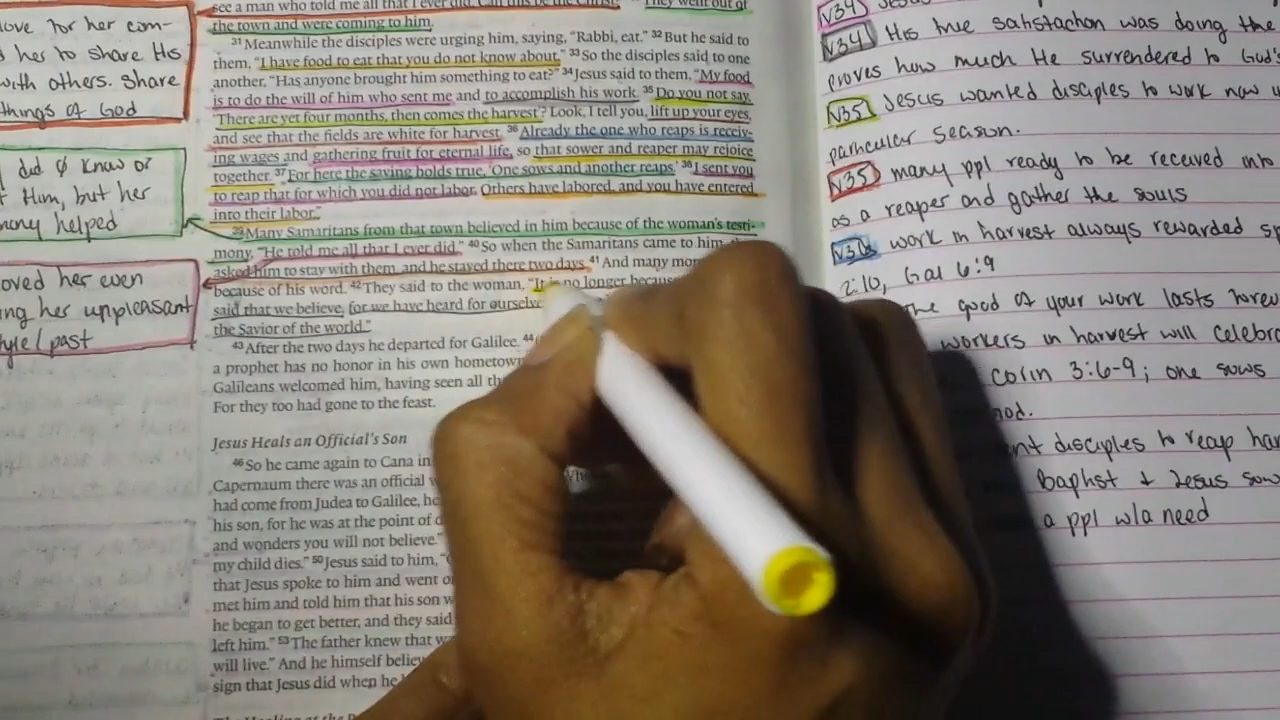 love for her com-
d her to share His
with others. share
things of God
did ∅ know or
Him, but her
mony helped
oved her even
ng her unpleasant
tyle/past
see a man who told me all that I ever did. Can this be the Christ
They went out of
the town and were coming to him.
31 Meanwhile the disciples were urging him, saying, “Rabbi, eat.” 32 But he said to
them, “I have food to eat that you do not know about.” 33 So the disciples said to one
another, “Has anyone brought him something to eat?” 34 Jesus said to them, “My food
is to do the will of him who sent me and to accomplish his work. 35 Do you not say,
‘There are yet four months, then comes the harvest’? Look, I tell you, lift up your eyes,
and see that the fields are white for harvest. 36 Already the one who reaps is receiv-
ing wages and gathering fruit for eternal life, so that sower and reaper may rejoice
together. 37 For here the saying holds true, ‘One sows and another reaps.’ 38 I sent you
to reap that for which you did not labor. Others have labored, and you have entered
into their labor.”
39 Many Samaritans from that town believed in him because of the woman’s testi-
mony, “He told me all that I ever did.” 40 So when the Samaritans came to him,
asked him to stay with them, and he stayed there two days. 41 And many mor
because of his word. 42 They said to the woman, “It is no longer because
said that we believe, for we have heard for ourselve
the Savior of the world.”
43 After the two days he departed for Galilee. 44
a prophet has no honor in his own hometown
Galileans welcomed him, having seen all th
For they too had gone to the feast.
Jesus Heals an Official’s Son
46 So he came again to Cana in
Capernaum there was an official
had come from Judea to Galilee, he
his son, for he was at the point of d
and wonders you will not believe.”
my child dies.” 50 Jesus said to him, “
that Jesus spoke to him and went o
met him and told him that his son w
he began to get better, and they said
left him.” 53 The father knew that w
will live.” And he himself believ
sign that Jesus did when he
V34 Jesus
V34 His true satisfaction was doing the
proves how much He surrendered to God's
V35 Jesus wanted disciples to work now
particular season.
V35 many ppl ready to be received into
as a reaper and gather the souls
V36 work in harvest always rewarded sp
2:10, Gal 6:9
The good of your work lasts forev
workers in harvest will celebra
Corin 3:6-9; one sows
nt disciples to reap har
Baptist + Jesus sow
a ppl w/a need